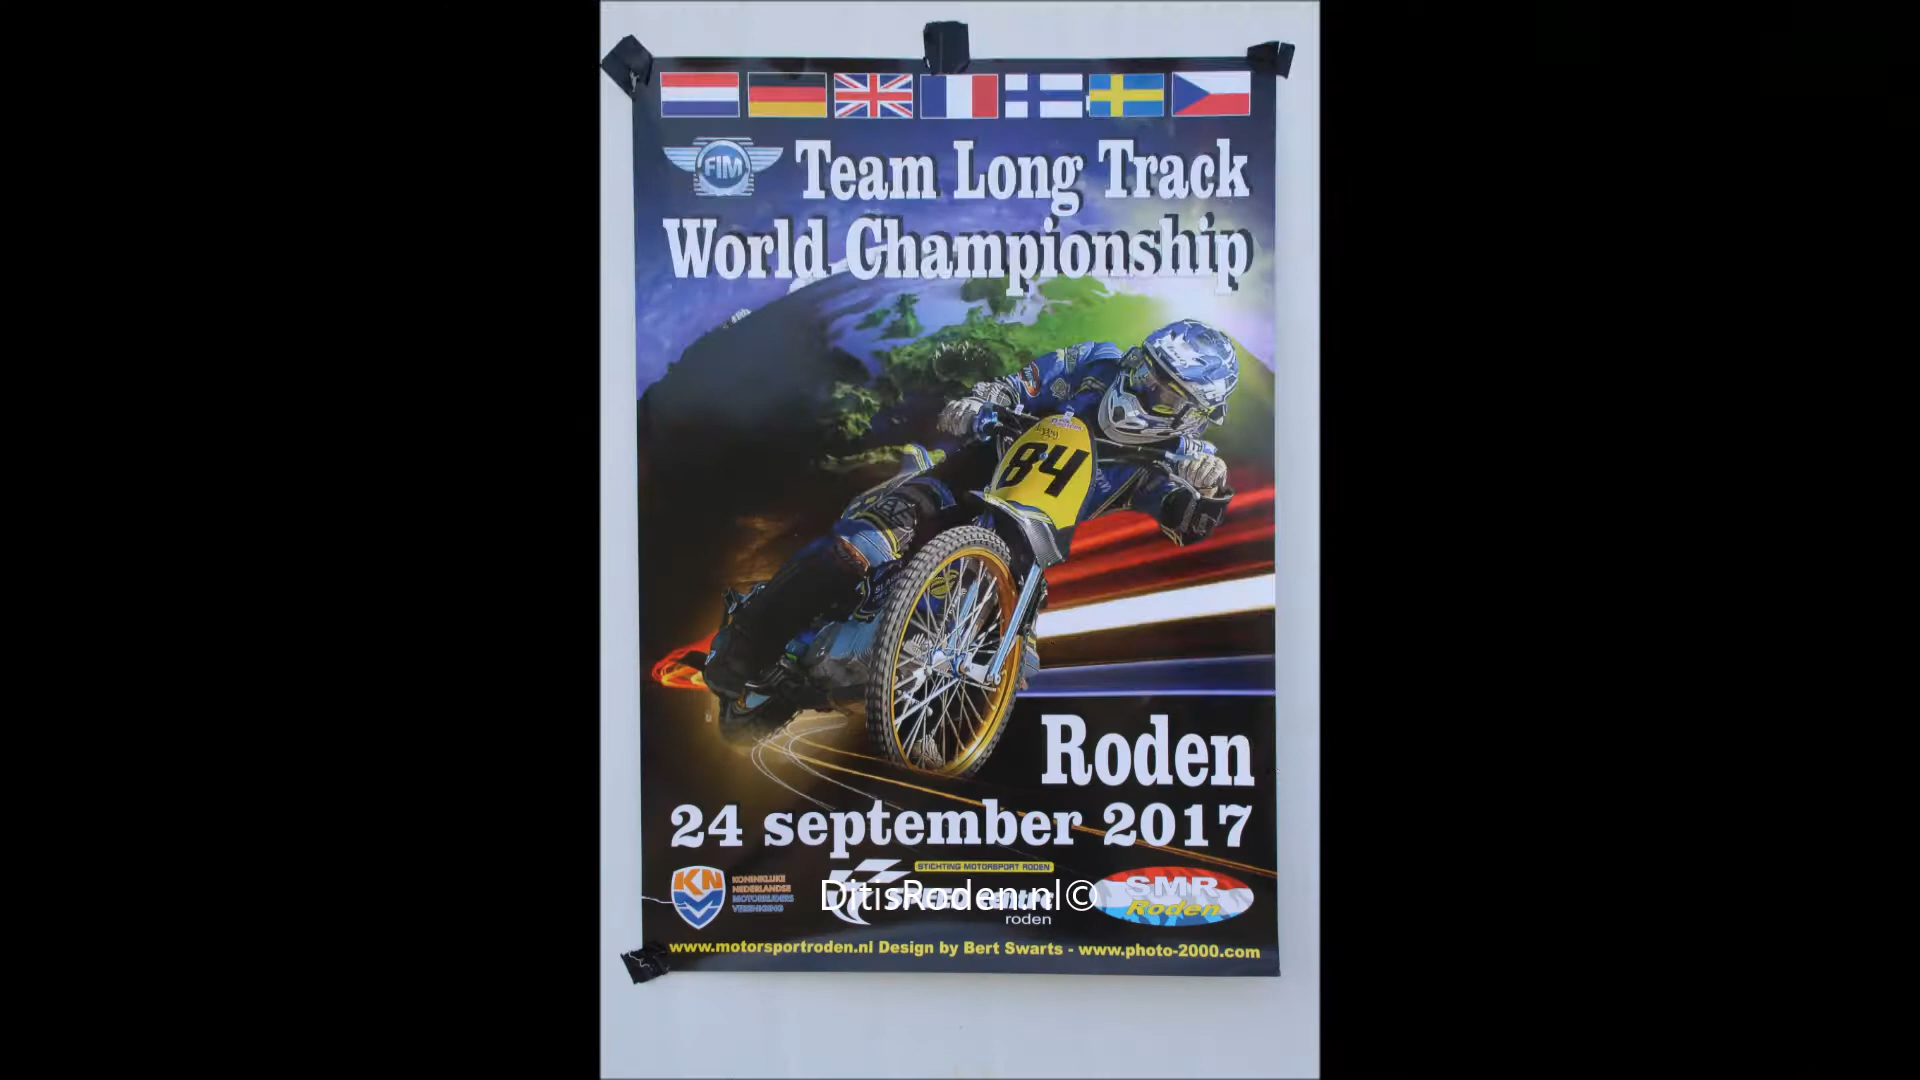 FIM Team Long Track
World Championship
84
Roden
24 september 2017
KNMV
KONINKLIJKE
NEDERLANDSE
MOTORRIJDERS
VERENIGING
STICHTING MOTORSPORT RODEN
roden
SMR
Roden
DitisRoden.nl©
www.motorsportroden.nl Design by Bert Swarts - www.photo-2000.com